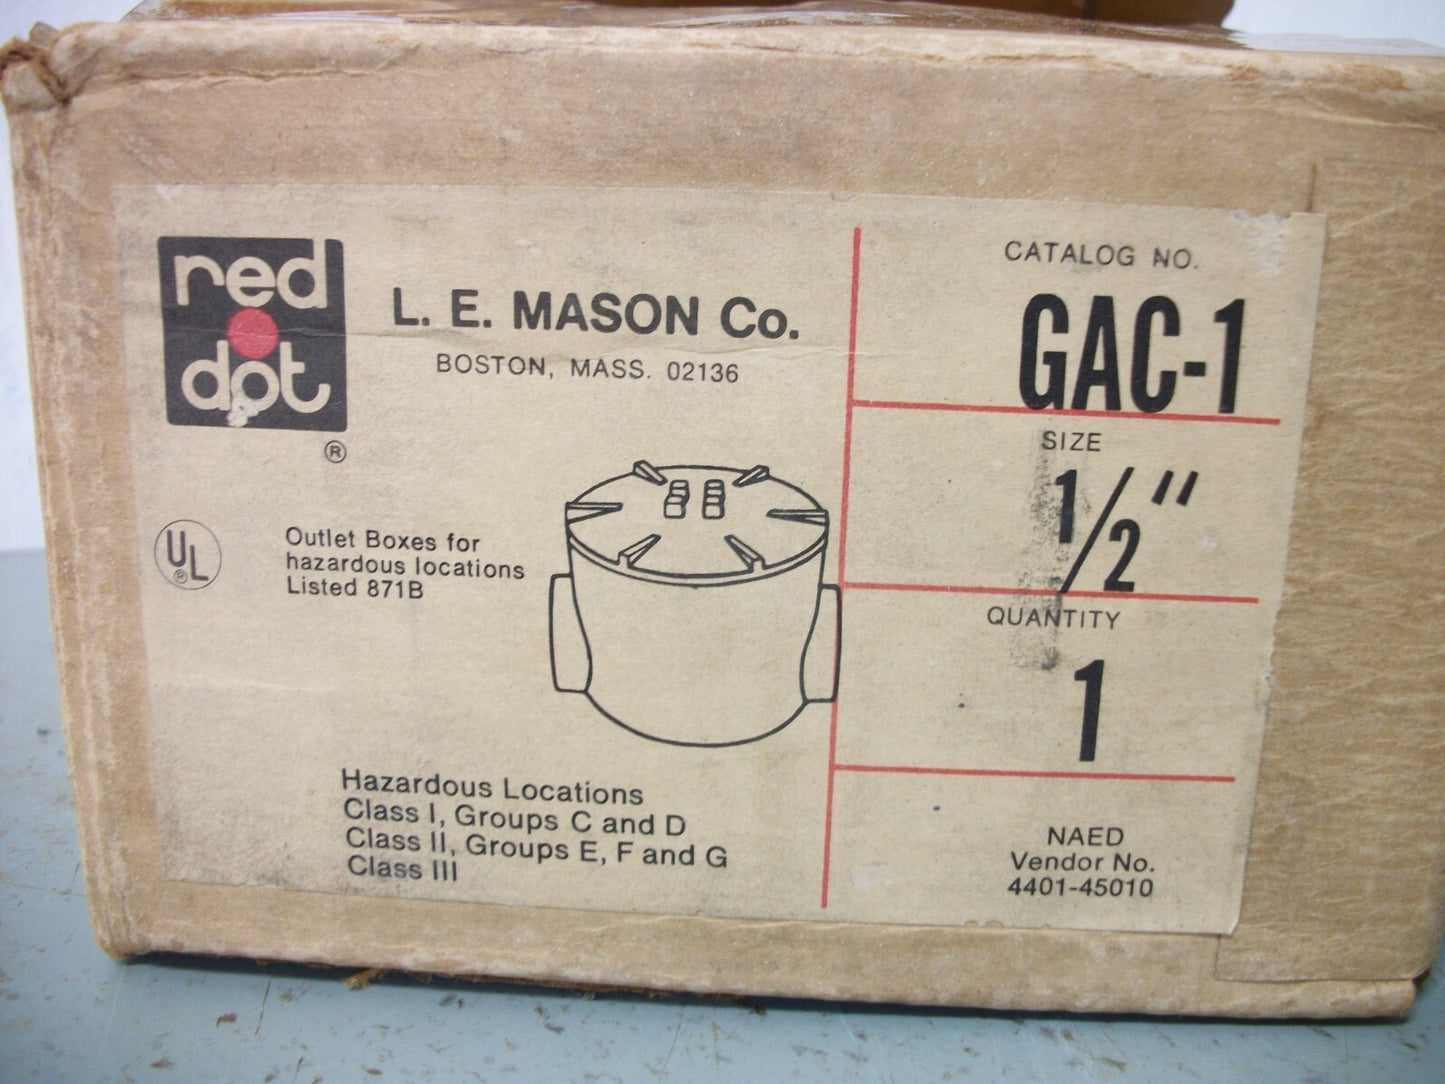 red
dot
®
L. E. MASON Co.
BOSTON, MASS. 02136
UL
®
Outlet Boxes for
hazardous locations
Listed 871B
Hazardous Locations
Class I, Groups C and D
Class II, Groups E, F and G
Class III
CATALOG NO.
GAC-1
SIZE
1/2"
QUANTITY
1
NAED
Vendor No.
4401-45010